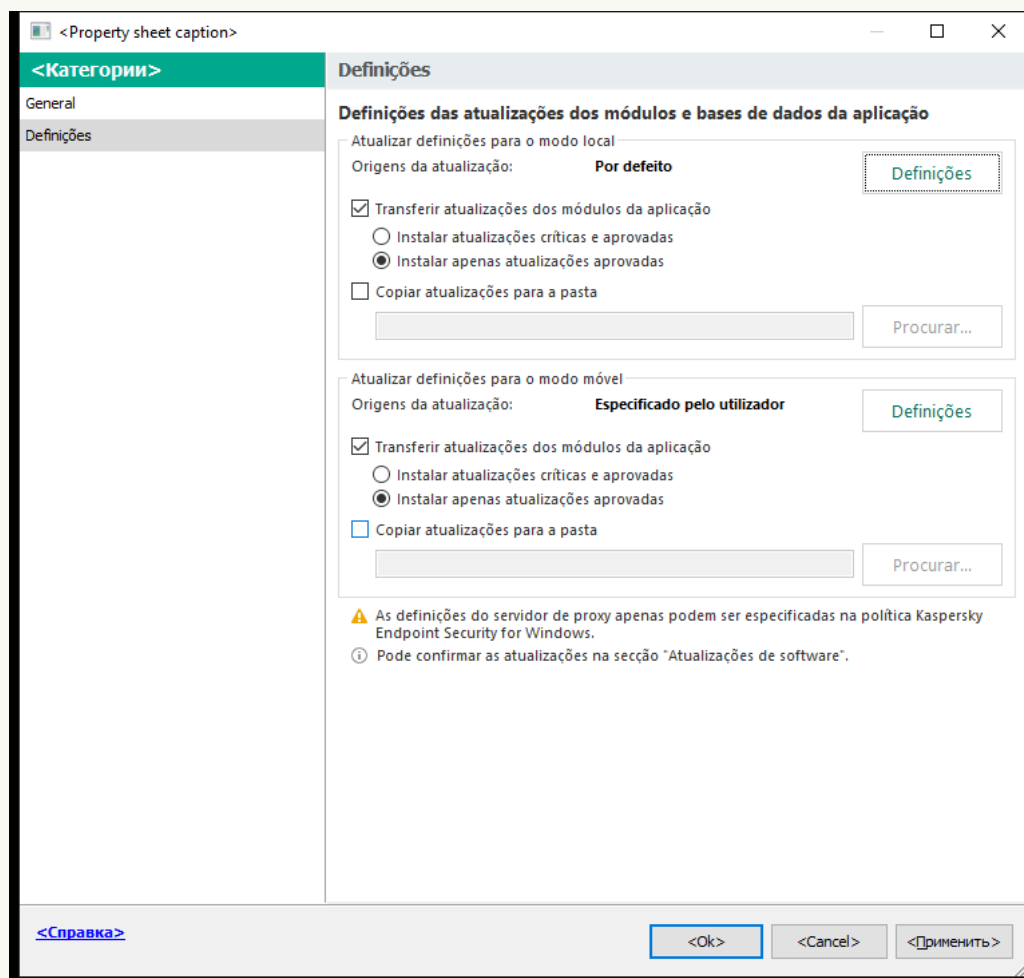 <Property sheet caption>
<Категории>
General
Definições
Definições
Definições das atualizações dos módulos e bases de dados da aplicação
Atualizar definições para o modo local
Origens da atualização: Por defeito
Definições
Transferir atualizações dos módulos da aplicação
Instalar atualizações críticas e aprovadas
Instalar apenas atualizações aprovadas
Copiar atualizações para a pasta
Procurar...
Atualizar definições para o modo móvel
Origens da atualização: Especificado pelo utilizador
Definições
Transferir atualizações dos módulos da aplicação
Instalar atualizações críticas e aprovadas
Instalar apenas atualizações aprovadas
Copiar atualizações para a pasta
Procurar...
As definições do servidor de proxy apenas podem ser especificadas na política Kaspersky
Endpoint Security for Windows.
Pode confirmar as atualizações na secção "Atualizações de software".
<Справка>
<Ok>
<Cancel>
<Применить>